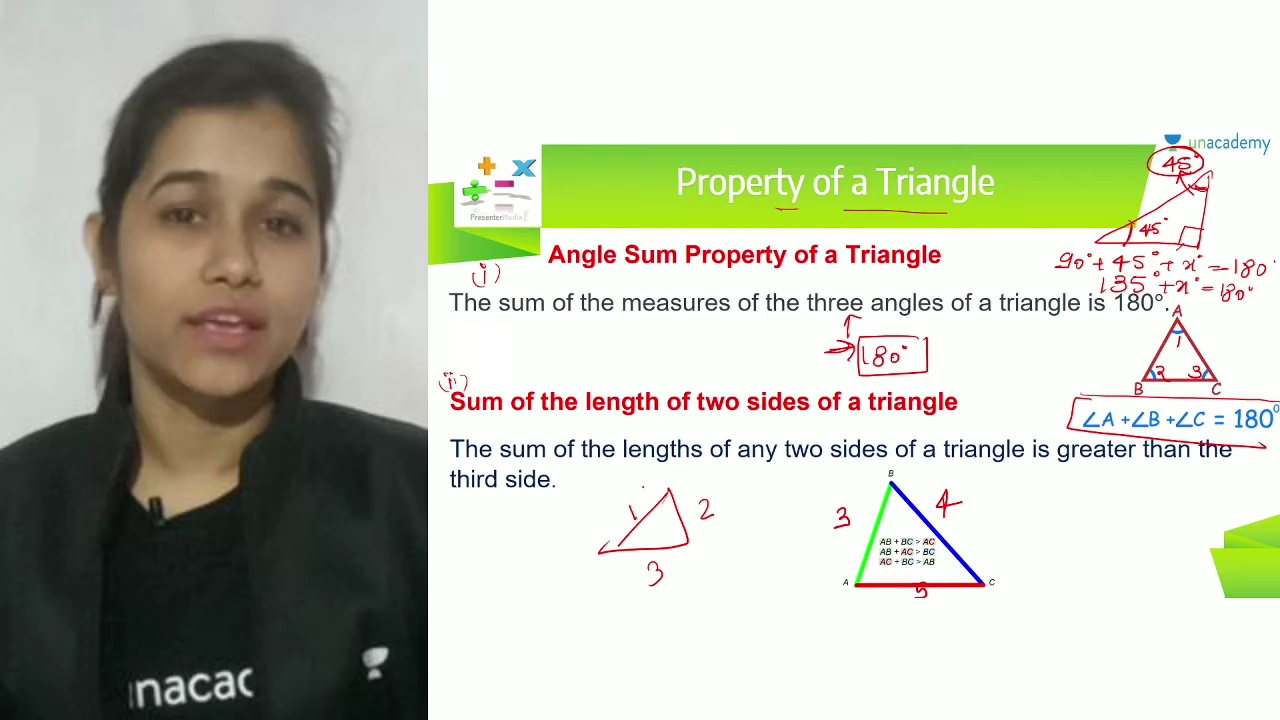 unacademy
Property of a Triangle
PresenterMedia
45°
45°
Angle Sum Property of a Triangle
(i)
90° + 45° + x° = 180°
135° + x° = 180°
The sum of the measures of the three angles of a triangle is 180°.
180°
A
1
2
3
B
C
∠A +∠B +∠C = 180°
(ii)
Sum of the length of two sides of a triangle
The sum of the lengths of any two sides of a triangle is greater than the
third side.
1
2
3
B
3
4
AB + BC > AC
AB + AC > BC
AC + BC > AB
A
C
5
unacac